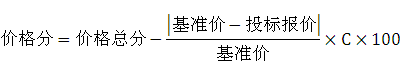 价格分 = 价格总分 − |基准价 − 投标报价| / 基准价 × C × 100